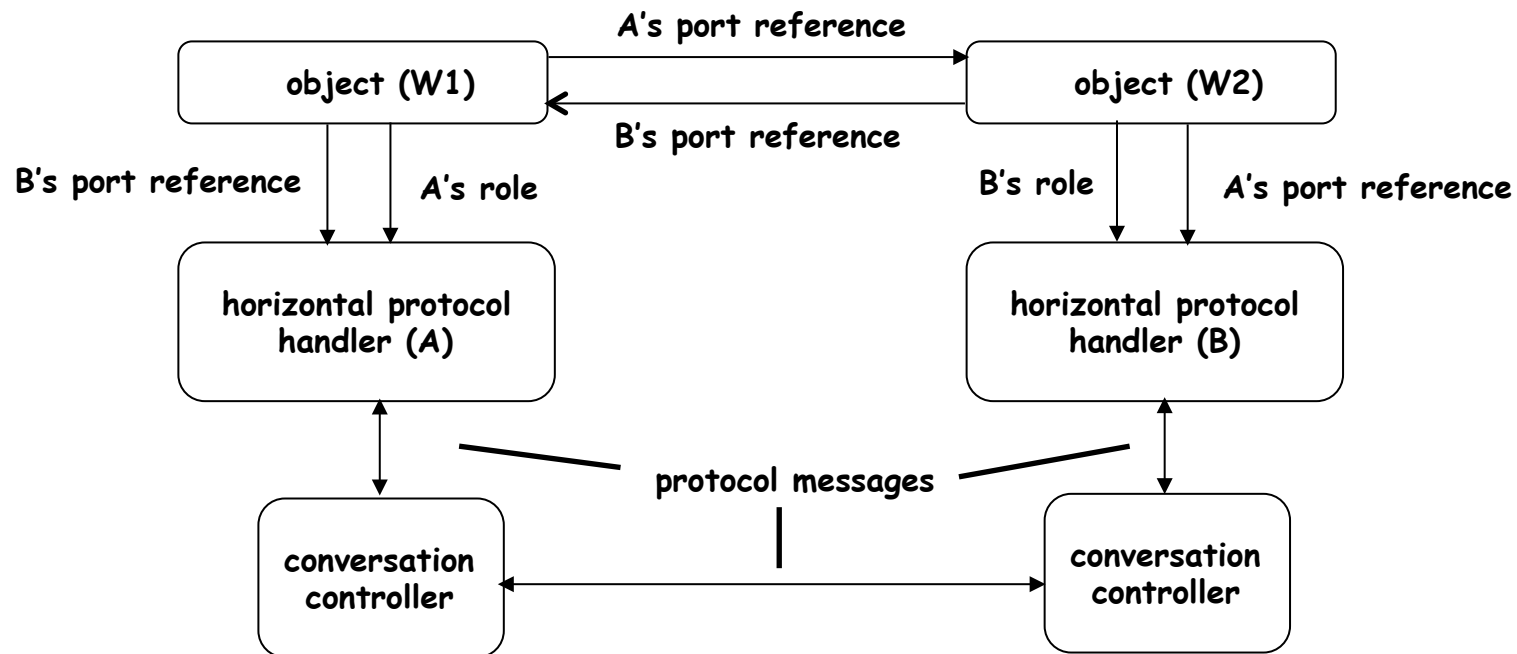 A's port reference
object (W1)
object (W2)
B's port reference
B's port reference
A's role
B's role
A's port reference
horizontal protocol
handler (A)
horizontal protocol
handler (B)
protocol messages
conversation
controller
conversation
controller